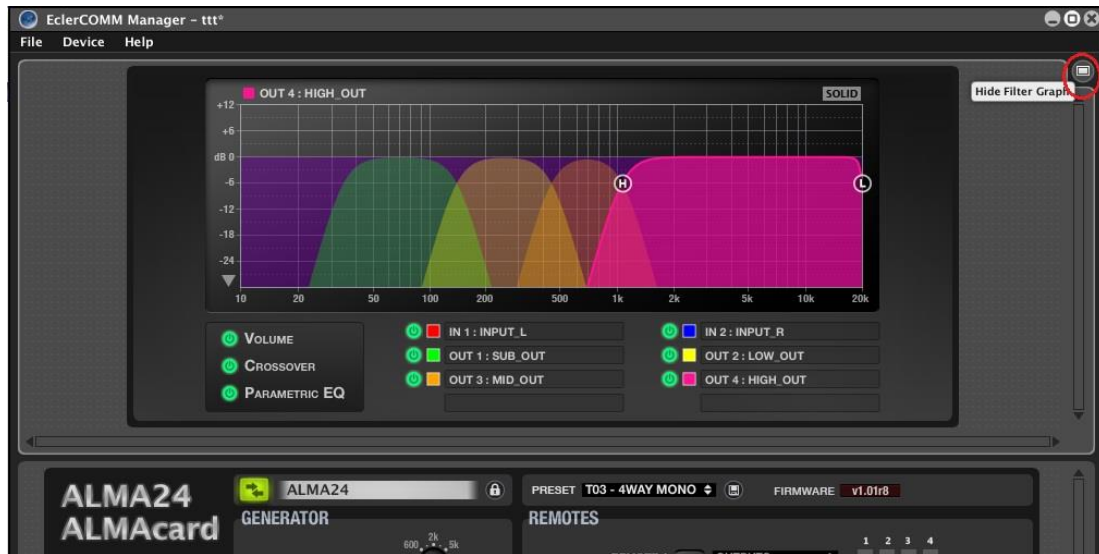 EclerCOMM Manager - ttt*
File Device Help
OUT 4 : HIGH_OUT SOLID
Hide Filter Graph
+12
+6
dB 0
-6
-12
-18
-24
H L
10 20 50 100 200 500 1k 2k 5k 10k 20k
VOLUME
CROSSOVER
PARAMETRIC EQ
IN 1 : INPUT_L IN 2 : INPUT_R
OUT 1 : SUB_OUT OUT 2 : LOW_OUT
OUT 3 : MID_OUT OUT 4 : HIGH_OUT
ALMA24
ALMAcard
ALMA24 PRESET T03 - 4WAY MONO FIRMWARE v1.01r8
GENERATOR REMOTES
600 2k 5k
1 2 3 4